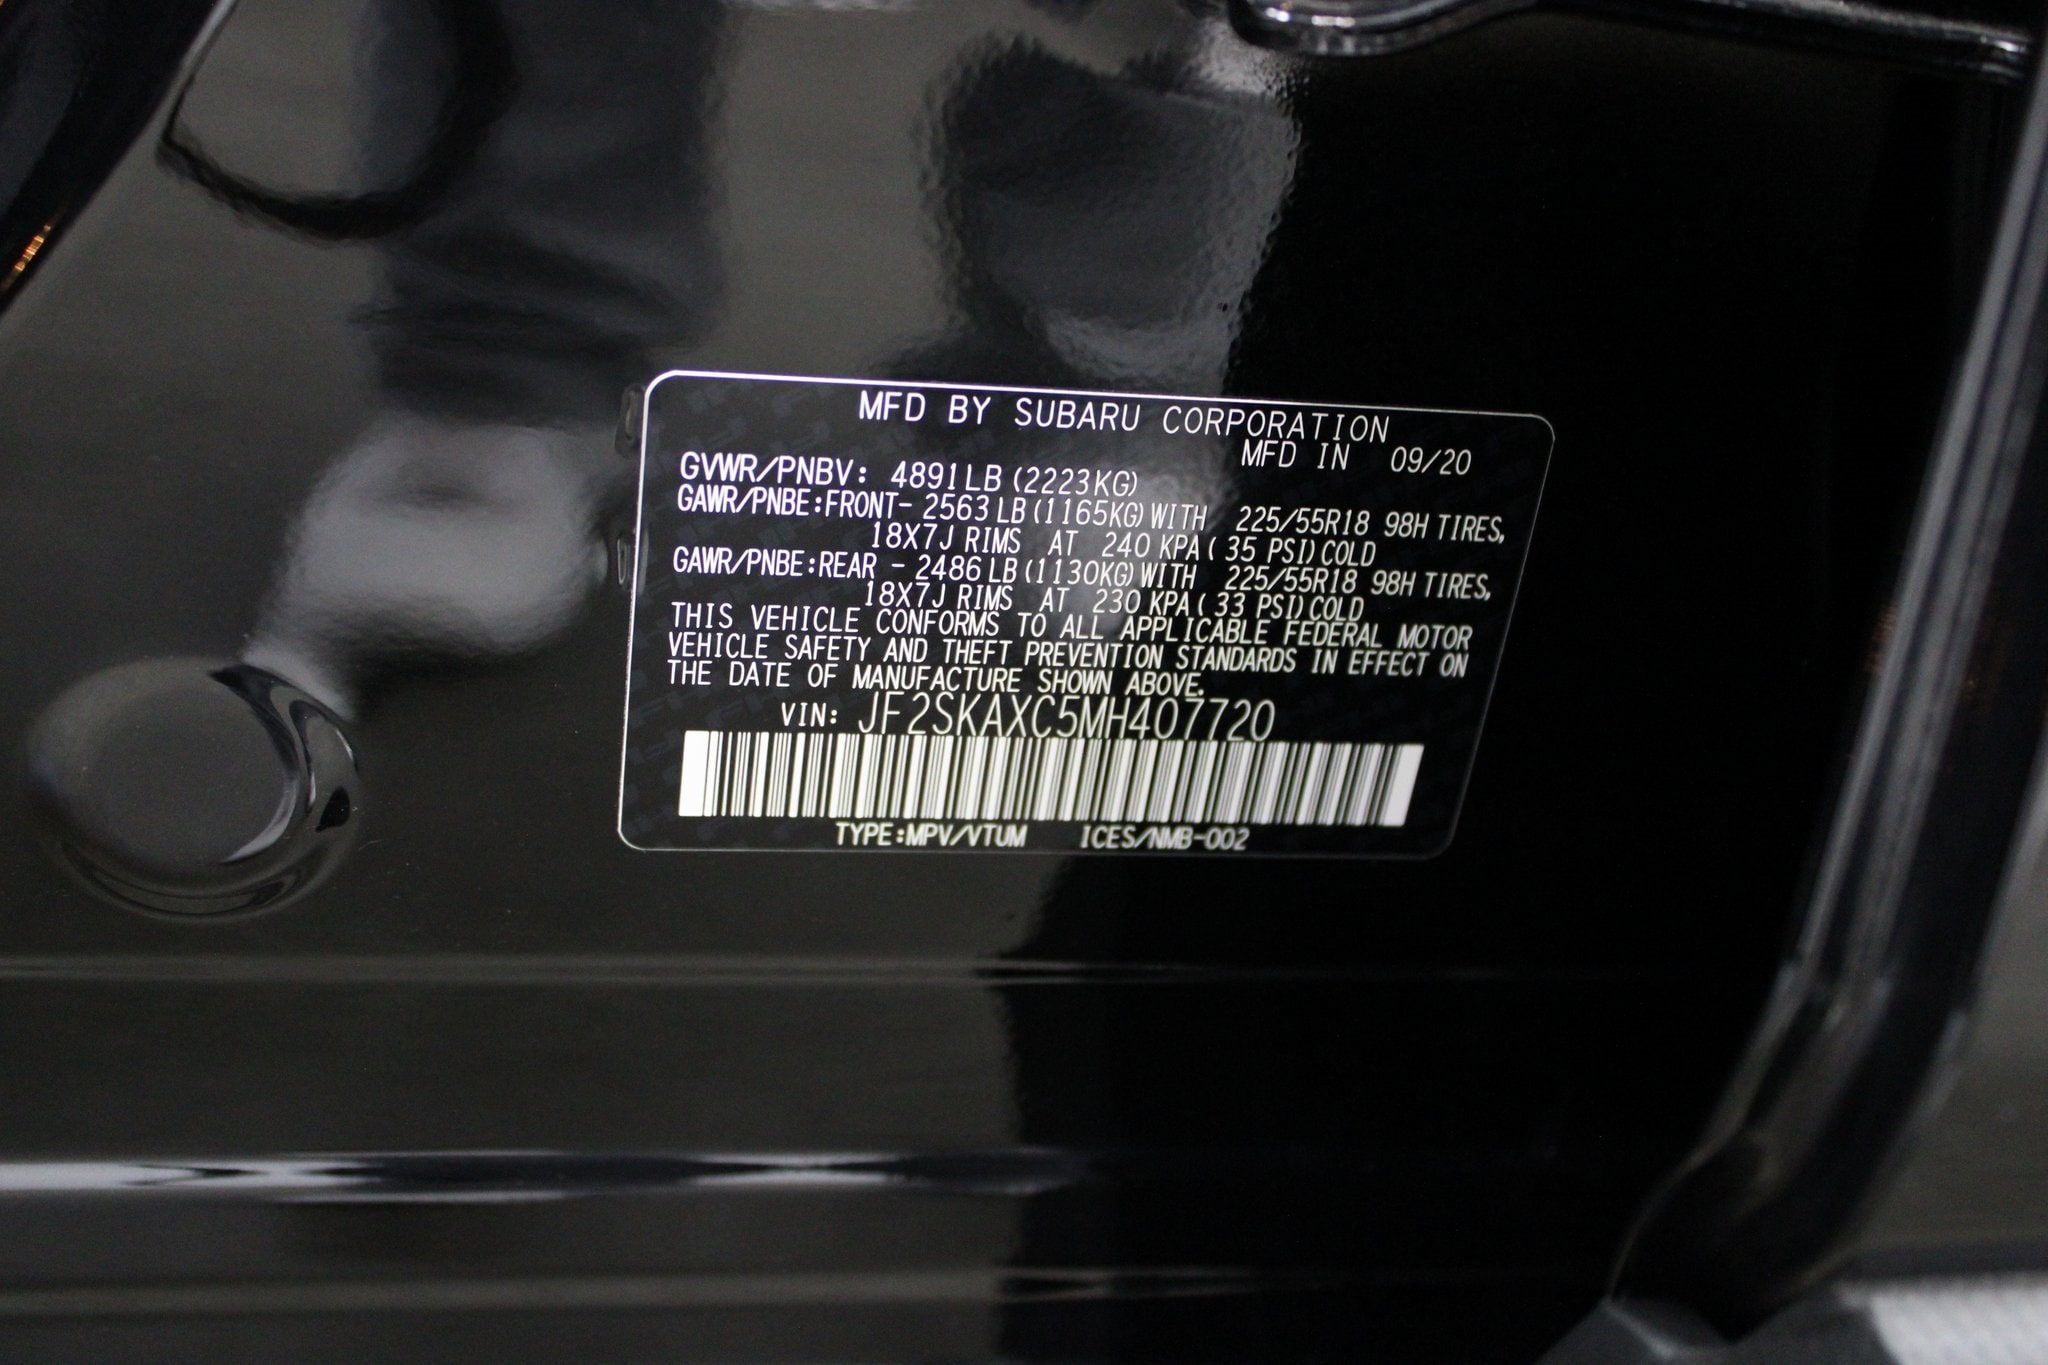 MFD BY SUBARU CORPORATION
MFD IN 09/20
GVWR/PNBV: 4891LB (2223KG)
GAWR/PNBE:FRONT- 2563 LB (1165KG) WITH 225/55R18 98H TIRES,
18X7J RIMS AT 240 KPA ( 35 PSI) COLD
GAWR/PNBE:REAR - 2486 LB (1130KG) WITH 225/55R18 98H TIRES,
18X7J RIMS AT 230 KPA ( 33 PSI) COLD
THIS VEHICLE CONFORMS TO ALL APPLICABLE FEDERAL MOTOR
VEHICLE SAFETY AND THEFT PREVENTION STANDARDS IN EFFECT ON
THE DATE OF MANUFACTURE SHOWN ABOVE.
VIN: JF2SKAXC5MH407720
TYPE:MPV/VTUM ICES/NMB-002